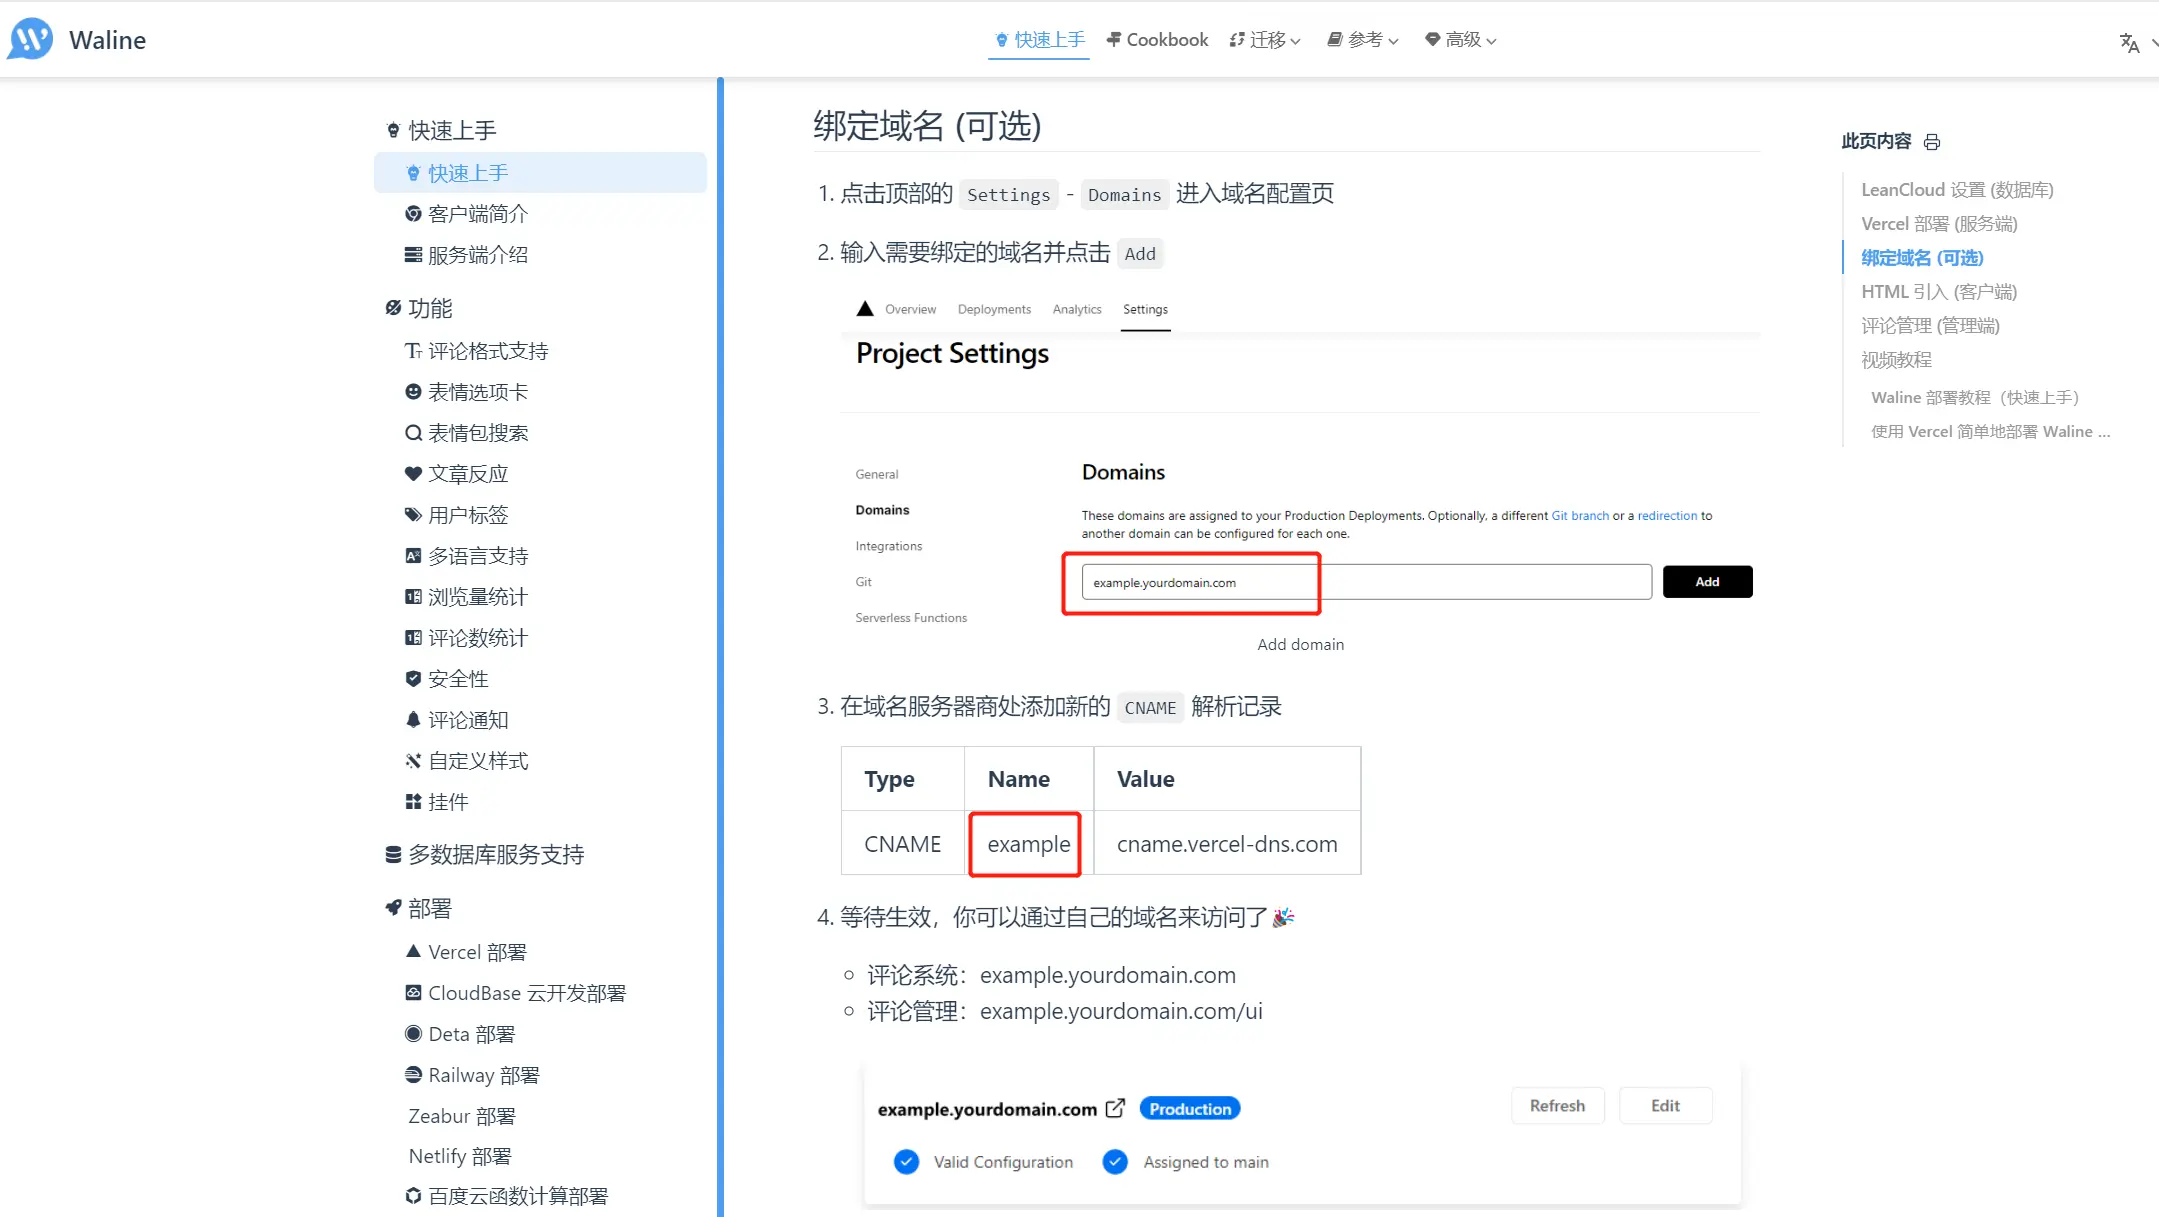 Waline
快速上手
Cookbook
迁移
参考
高级
快速上手
快速上手
客户端简介
服务端介绍
功能
评论格式支持
表情选项卡
表情包搜索
文章反应
用户标签
多语言支持
浏览量统计
评论数统计
安全性
评论通知
自定义样式
挂件
多数据库服务支持
部署
Vercel 部署
CloudBase 云开发部署
Deta 部署
Railway 部署
Zeabur 部署
Netlify 部署
百度云函数计算部署
绑定域名 (可选)
1. 点击顶部的 Settings - Domains 进入域名配置页
2. 输入需要绑定的域名并点击 Add
Overview Deployments Analytics Settings
Project Settings
General
Domains
Integrations
Git
Serverless Functions
Domains
These domains are assigned to your Production Deployments. Optionally, a different Git branch or a redirection to
another domain can be configured for each one.
example.yourdomain.com
Add
Add domain
3. 在域名服务器商处添加新的 CNAME 解析记录
Type Name Value
CNAME example cname.vercel-dns.com
4. 等待生效，你可以通过自己的域名来访问了🎉
评论系统：example.yourdomain.com
评论管理：example.yourdomain.com/ui
example.yourdomain.com Production
Refresh
Edit
Valid Configuration Assigned to main
此页内容
LeanCloud 设置 (数据库)
Vercel 部署 (服务端)
绑定域名 (可选)
HTML 引入 (客户端)
评论管理 (管理端)
视频教程
Waline 部署教程（快速上手）
使用 Vercel 简单地部署 Waline ...